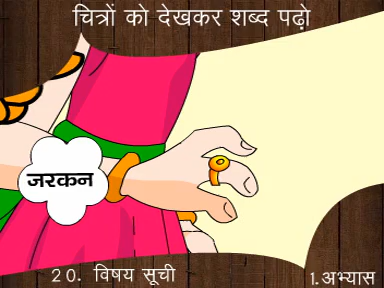 चित्रों को देखकर शब्द पढ़ो
जरकन
20. विषय सूची
1.अभ्यास